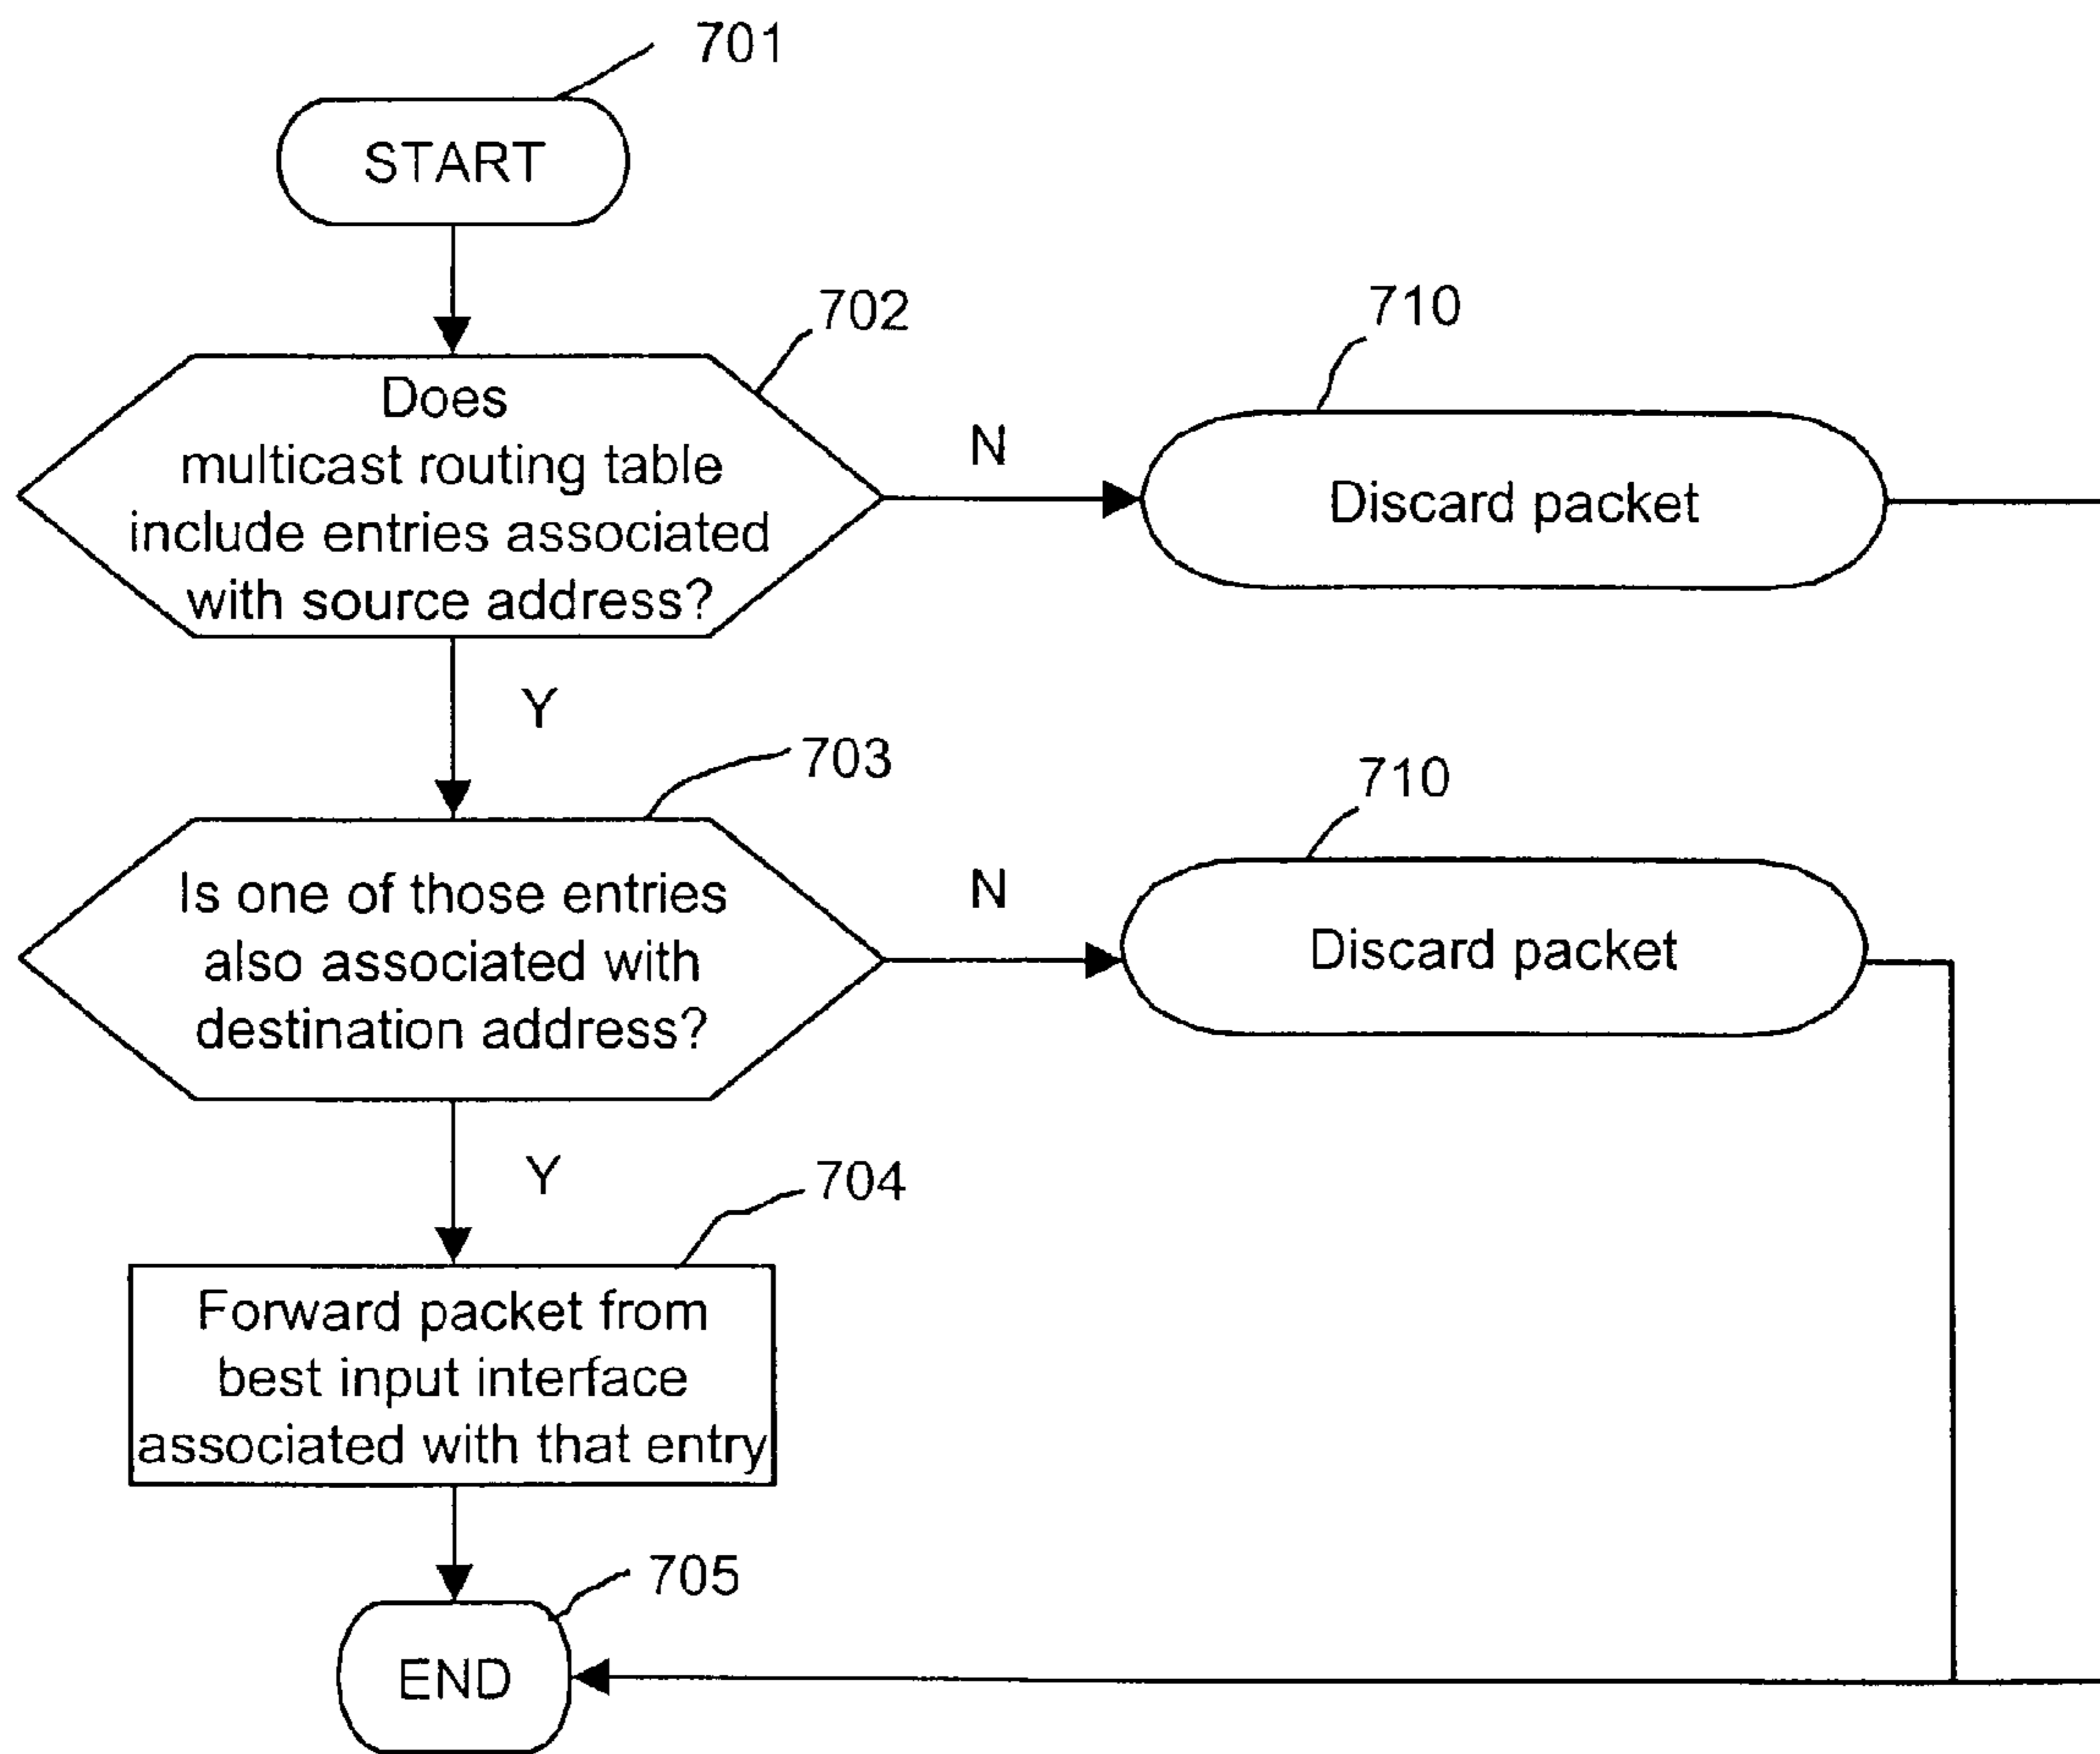 701
START
702
Does
multicast routing table
include entries associated
with source address?
N
710
Discard packet
Y
703
Is one of those entries
also associated with
destination address?
N
710
Discard packet
Y
704
Forward packet from
best input interface
associated with that entry
705
END